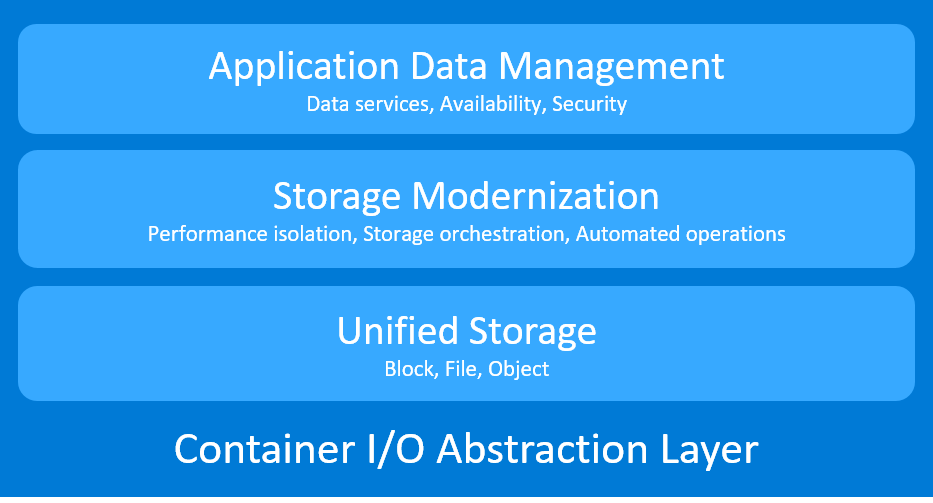 Application Data Management
Data services, Availability, Security
Storage Modernization
Performance isolation, Storage orchestration, Automated operations
Unified Storage
Block, File, Object
Container I/O Abstraction Layer